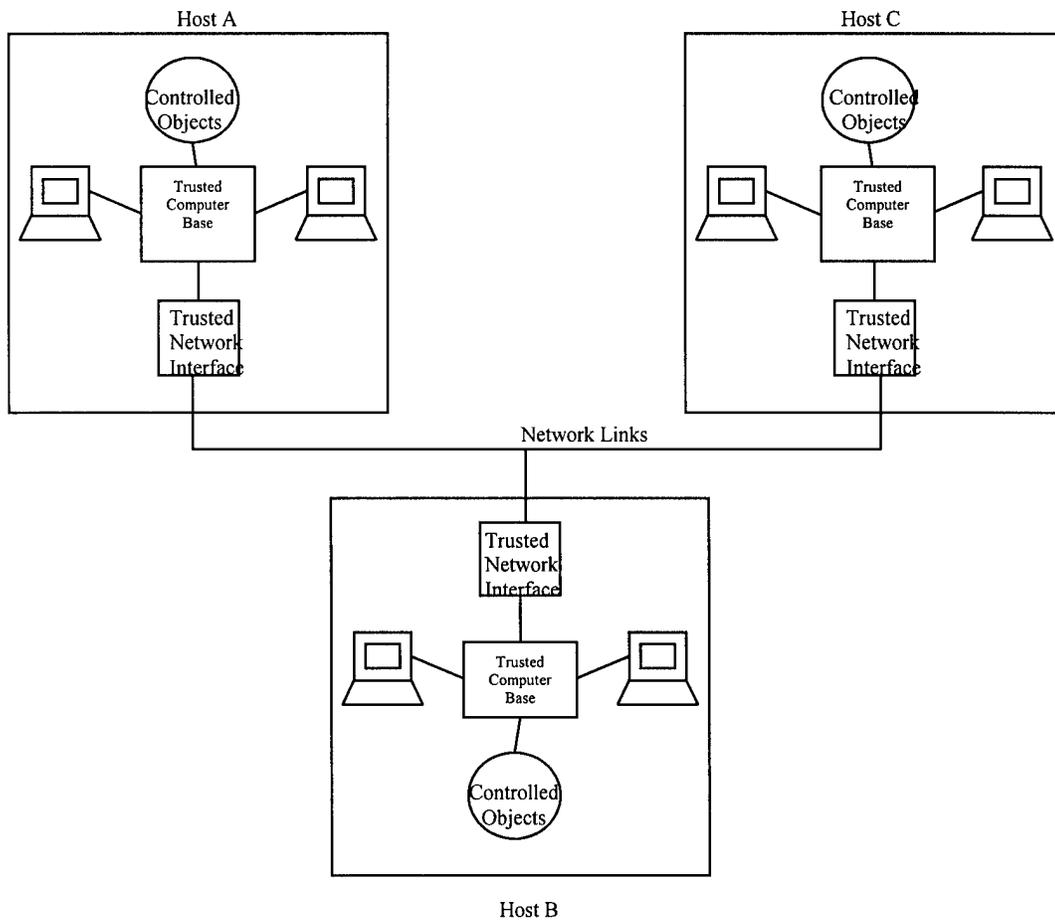 Host A
Controlled
Objects
Trusted
Computer
Base
Trusted
Network
Interface
Host C
Controlled
Objects
Trusted
Computer
Base
Trusted
Network
Interface
Network Links
Trusted
Network
Interface
Trusted
Computer
Base
Controlled
Objects
Host B